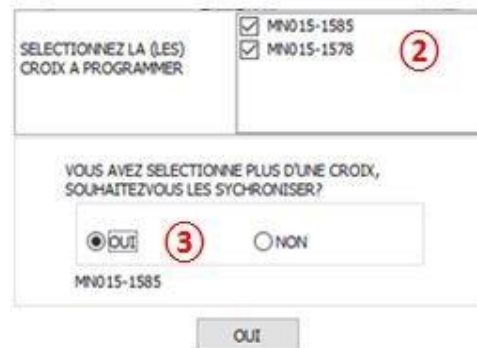 SELECTIONNEZ LA (LES)
CROIX A PROGRAMMER
MN015-1585
MN015-1578
2
VOUS AVEZ SELECTIONNE PLUS D'UNE CROIX,
SOUHAITEZVOUS LES SYCHRONISER?
OUI
3
NON
MN015-1585
OUI